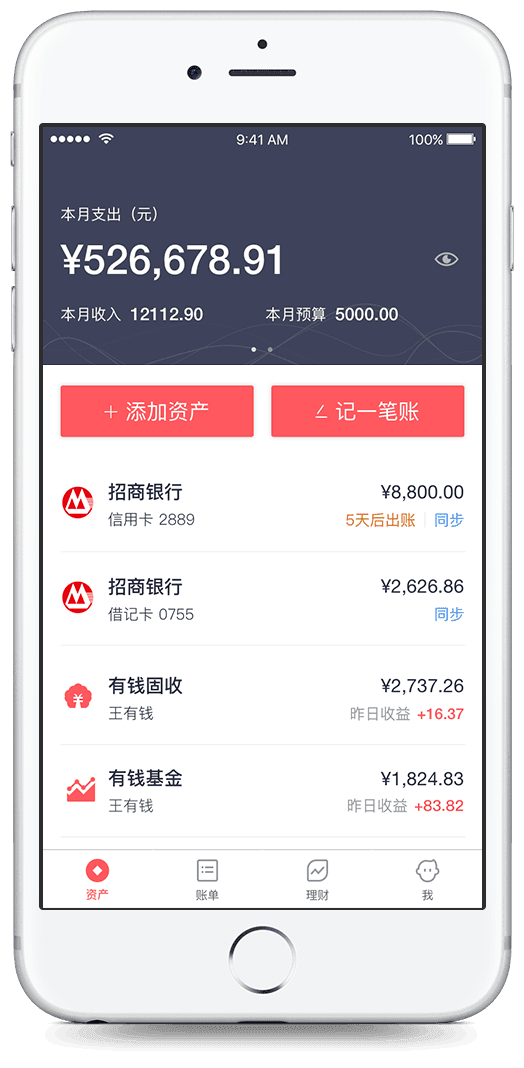 9:41 AM 100%
本月支出（元）
¥526,678.91
本月收入 12112.90 本月预算 5000.00
添加资产 记一笔账
招商银行 ¥8,800.00
信用卡 2889 5天后出账 同步
招商银行 ¥2,626.86
借记卡 0755 同步
有钱固收 ¥2,737.26
王有钱 昨日收益 +16.37
有钱基金 ¥1,824.83
王有钱 昨日收益 +83.82
资产 账单 理财 我